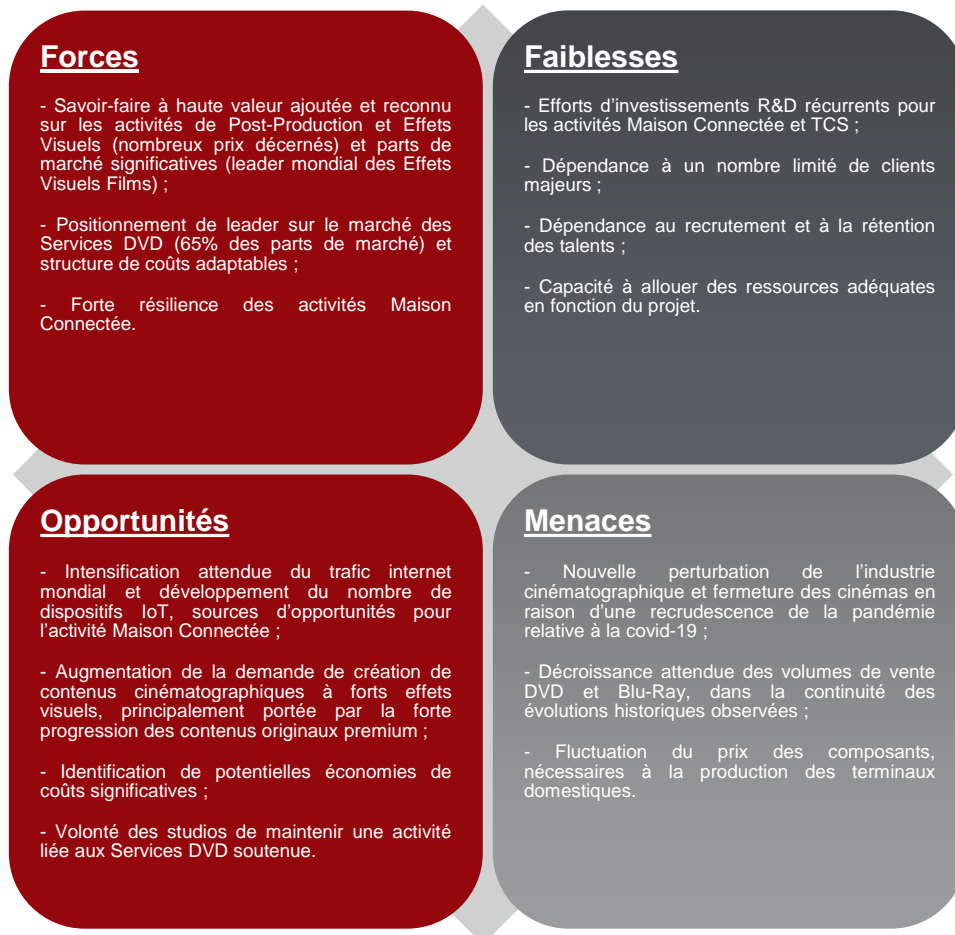 Forces
- Savoir-faire à haute valeur ajoutée et reconnu
sur les activités de Post-Production et Effets
Visuels (nombreux prix décernés) et parts de
marché significatives (leader mondial des Effets
Visuels Films) ;
- Positionnement de leader sur le marché des
Services DVD (65% des parts de marché) et
structure de coûts adaptables ;
- Forte résilience des activités Maison
Connectée.
Faiblesses
- Efforts d'investissements R&D récurrents pour
les activités Maison Connectée et TCS ;
- Dépendance à un nombre limité de clients
majeurs ;
- Dépendance au recrutement et à la rétention
des talents ;
- Capacité à allouer des ressources adéquates
en fonction du projet.
Opportunités
- Intensification attendue du trafic internet
mondial et développement du nombre de
dispositifs IoT, sources d'opportunités pour
l'activité Maison Connectée ;
- Augmentation de la demande de création de
contenus cinématographiques à forts effets
visuels, principalement portée par la forte
progression des contenus originaux premium ;
- Identification de potentielles économies de
coûts significatives ;
- Volonté des studios de maintenir une activité
liée aux Services DVD soutenue.
Menaces
- Nouvelle perturbation de l'industrie
cinématographique et fermeture des cinémas en
raison d'une recrudescence de la pandémie
relative à la covid-19 ;
- Décroissance attendue des volumes de vente
DVD et Blu-Ray, dans la continuité des
évolutions historiques observées ;
- Fluctuation du prix des composants,
nécessaires à la production des terminaux
domestiques.